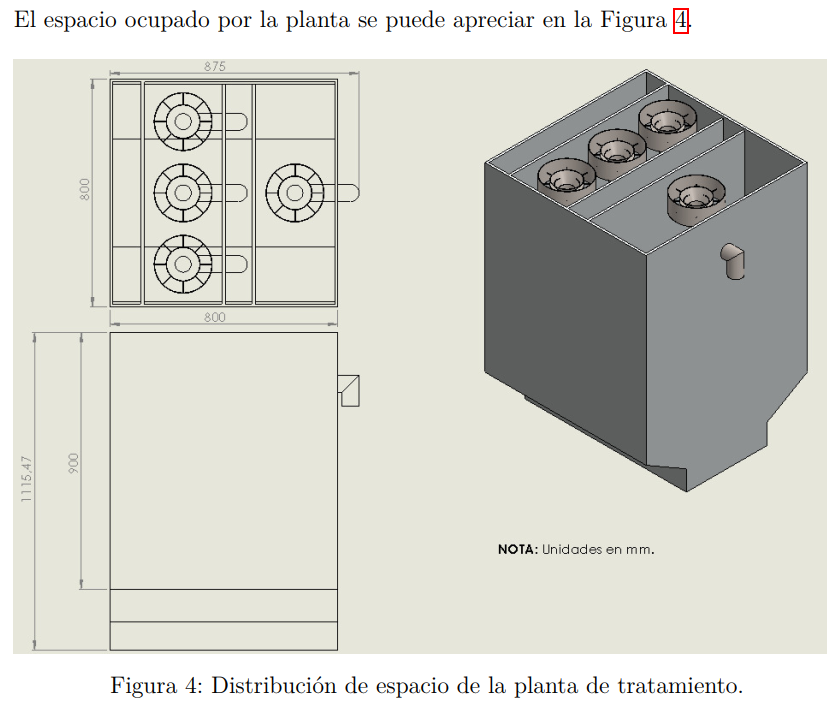 El espacio ocupado por la planta se puede apreciar en la Figura 4.
875
800
800
1115,47
900
NOTA: Unidades en mm.
Figura 4: Distribución de espacio de la planta de tratamiento.